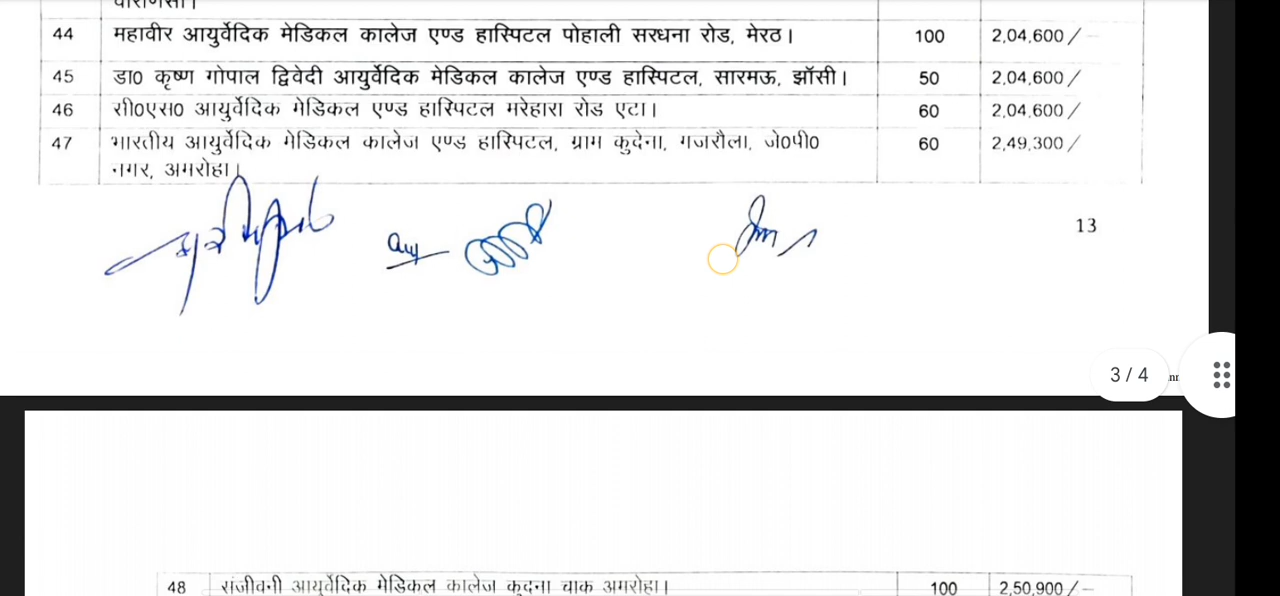 वाराणसी।
44 महावीर आयुर्वेदिक मेडिकल कालेज एण्ड हास्पिटल पोहाली सरधना रोड, मेरठ। 100 2,04,600/-
45 डा0 कृष्ण गोपाल द्विवेदी आयुर्वेदिक मेडिकल कालेज एण्ड हास्पिटल, सारमऊ, झॉसी। 50 2,04,600/
46 सी0एस0 आयुर्वेदिक मेडिकल एण्ड हास्पिटल मरेहारा रोड एटा। 60 2,04,600/
47 भारतीय आयुर्वेदिक मेडिकल कालेज एण्ड हास्पिटल, ग्राम कुदेना, गजरौला, जे0पी0 60 2,49,300/
नगर, अमरोहा।
13
3 / 4
48 संजीवनी आयुर्वेदिक मेडिकल कालेज कुदना चाक अमरोहा। 100 2,50,900/-